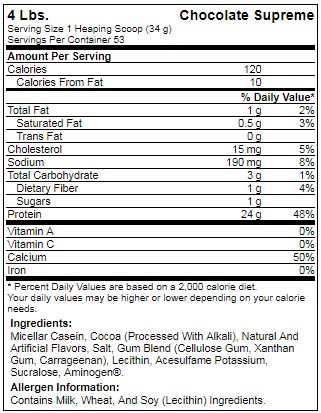 4 Lbs. Chocolate Supreme
Serving Size 1 Heaping Scoop (34 g)
Servings Per Container 53
Amount Per Serving
Calories 120
Calories From Fat 10
% Daily Value*
Total Fat 1 g 2%
Saturated Fat 0.5 g 3%
Trans Fat 0 g
Cholesterol 15 mg 5%
Sodium 190 mg 8%
Total Carbohydrate 3 g 1%
Dietary Fiber 1 g 4%
Sugars 1 g
Protein 24 g 48%
Vitamin A 0%
Vitamin C 0%
Calcium 50%
Iron 0%
* Percent Daily Values are based on a 2,000 calorie diet.
Your daily values may be higher or lower depending on your calorie
needs.
Ingredients:
Micellar Casein, Cocoa (Processed With Alkali), Natural And
Artificial Flavors, Salt, Gum Blend (Cellulose Gum, Xanthan
Gum, Carrageenan), Lecithin, Acesulfame Potassium,
Sucralose, Aminogen®.
Allergen Information:
Contains Milk, Wheat, And Soy (Lecithin) Ingredients.